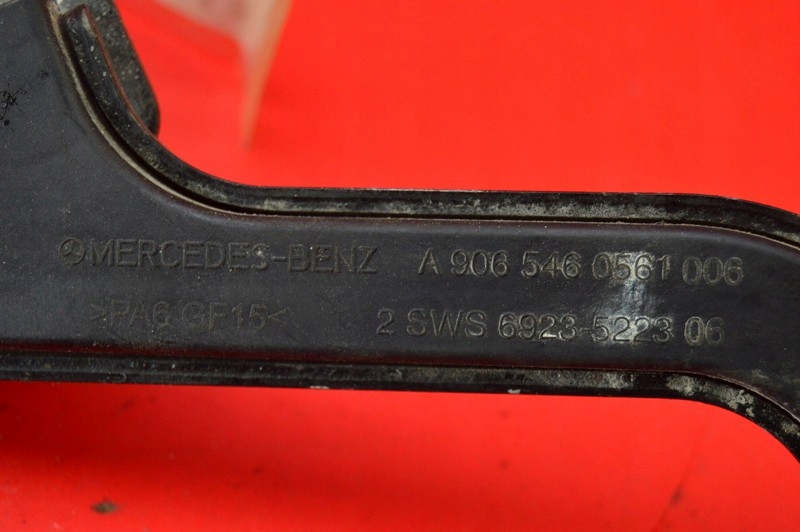 MERCEDES-BENZ A 906 546 0561 006
>PA6 GF15< 2 SWS 6923-5223 06